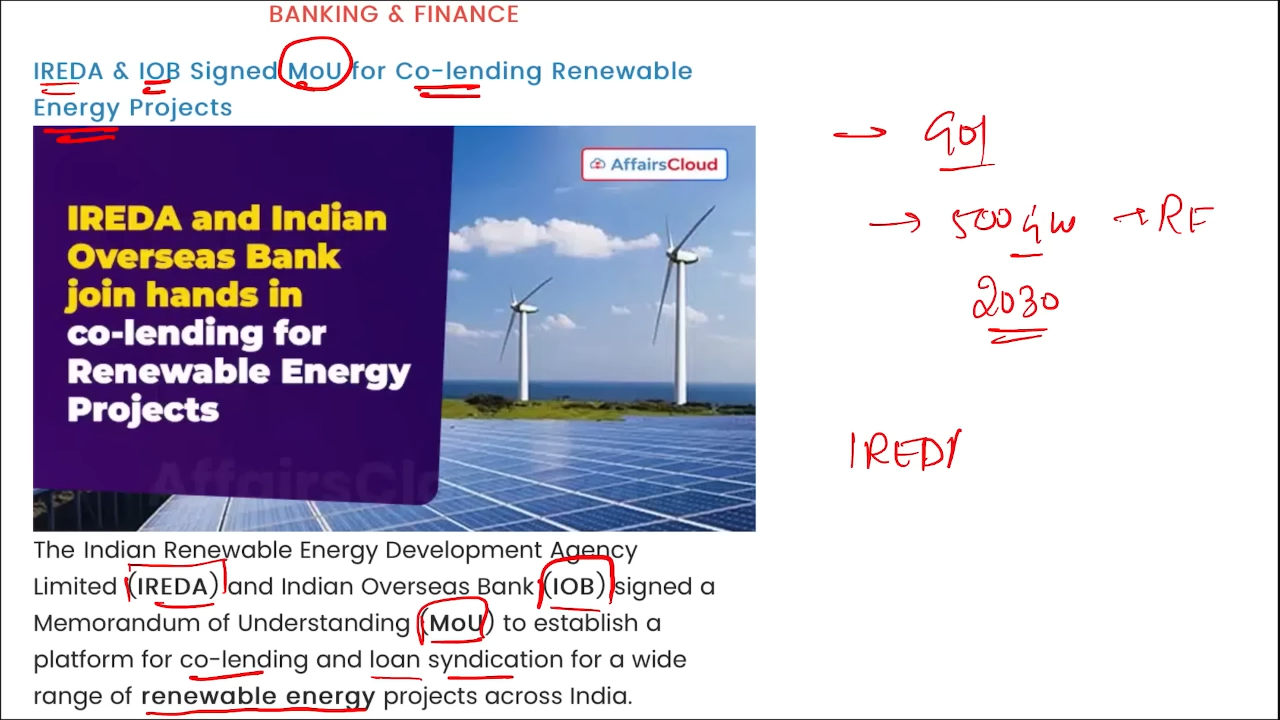 BANKING & FINANCE
IREDA & IOB Signed MoU for Co-lending Renewable
Energy Projects
AffairsCloud
IREDA and Indian
Overseas Bank
join hands in
co-lending for
Renewable Energy
Projects
AffairsClo
The Indian Renewable Energy Development Agency
Limited (IREDA) and Indian Overseas Bank (IOB) signed a
Memorandum of Understanding (MoU) to establish a
platform for co-lending and loan syndication for a wide
range of renewable energy projects across India.
→ GOI
→ 500 GW → RE
2030
IREDA